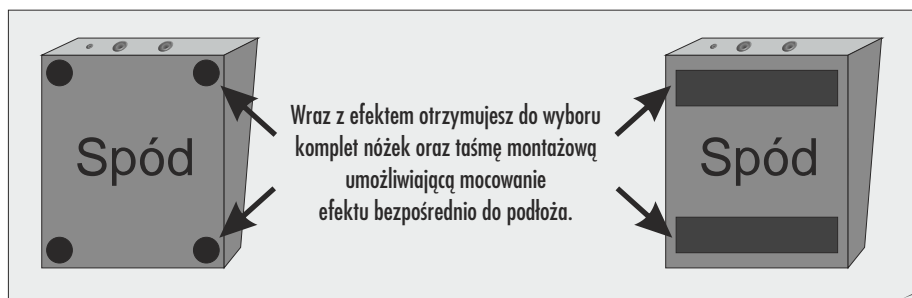 Spód
Wraz z efektem otrzymujesz do wyboru
komplet nóżek oraz taśmę montażową
umożliwiającą mocowanie
efektu bezpośrednio do podłoża.
Spód